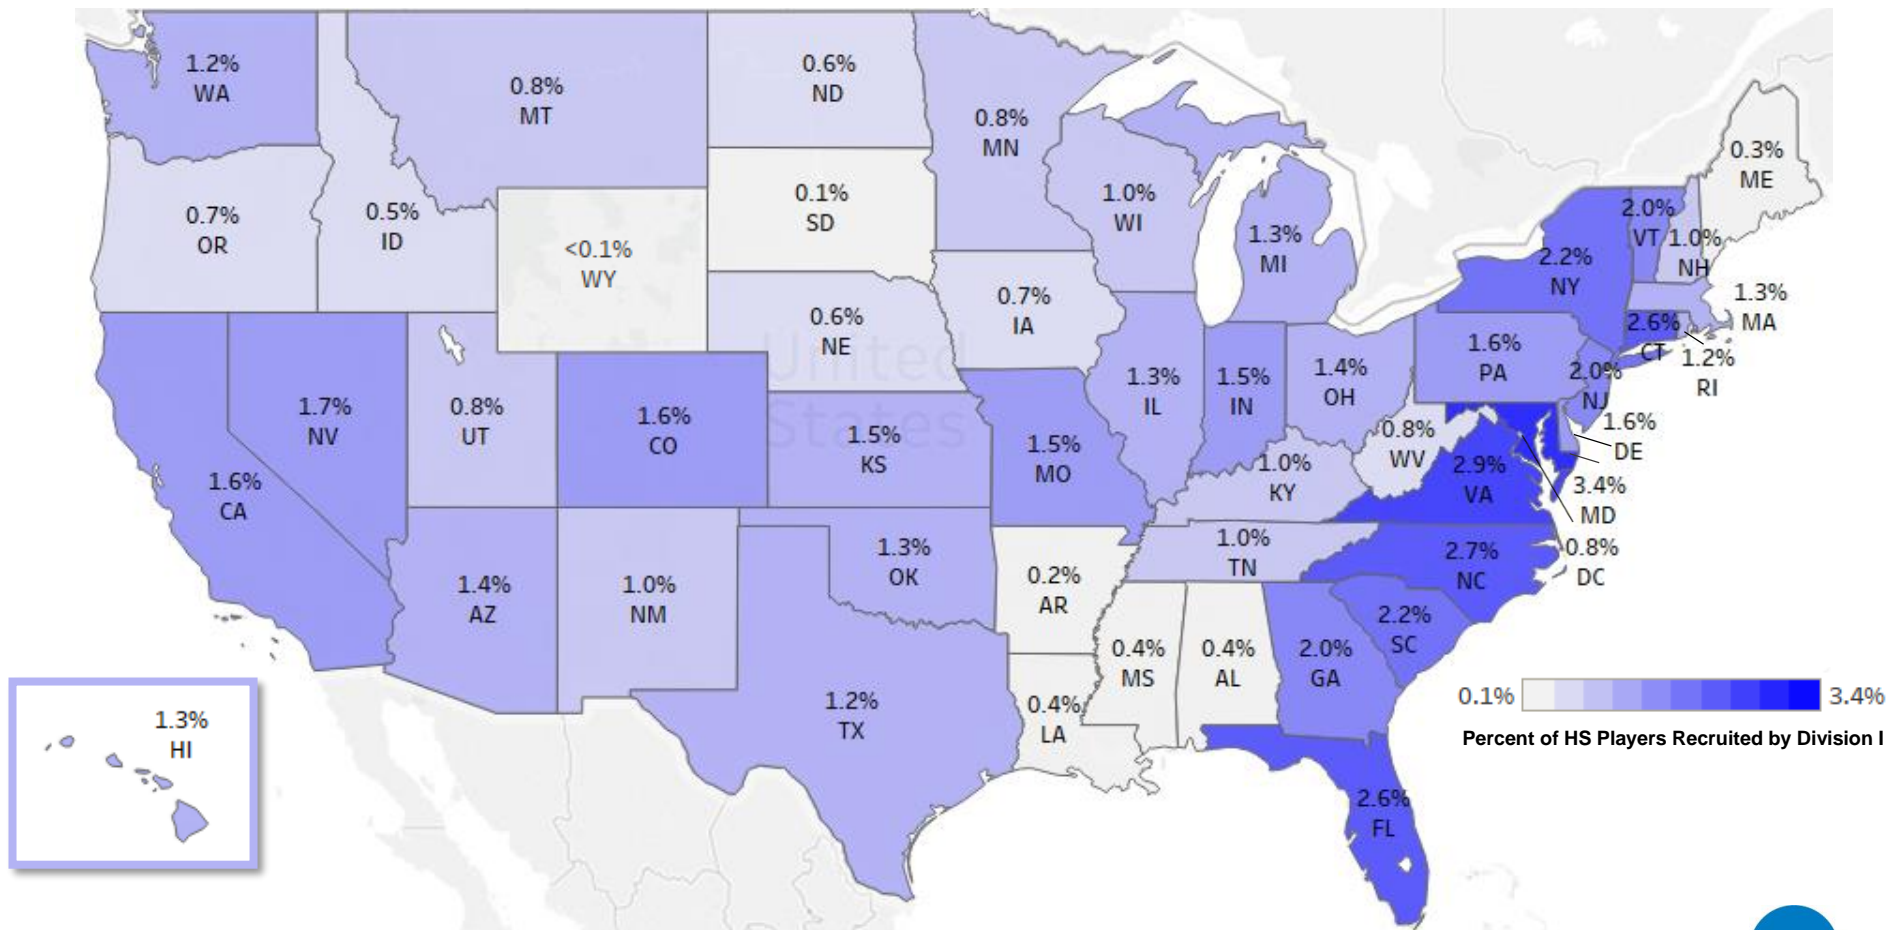 1.2%
WA
0.8%
MT
0.6%
ND
0.8%
MN
0.3%
ME
0.7%
OR
0.5%
ID
<0.1%
WY
0.1%
SD
1.0%
WI
1.3%
MI
2.0%
VT
1.0%
NH
2.2%
NY
1.3%
MA
2.6%
CT
1.2%
RI
0.7%
IA
0.6%
NE
United
States
1.6%
PA
2.0%
NJ
1.6%
DE
1.7%
NV
0.8%
UT
1.6%
CO
1.5%
KS
1.5%
MO
1.3%
IL
1.5%
IN
1.4%
OH
0.8%
WV
2.9%
VA
3.4%
MD
0.8%
DC
1.6%
CA
1.0%
KY
1.0%
TN
2.7%
NC
1.4%
AZ
1.0%
NM
1.3%
OK
0.2%
AR
2.2%
SC
0.4%
MS
0.4%
AL
2.0%
GA
0.4%
LA
1.2%
TX
2.6%
FL
1.3%
HI
0.1%
3.4%
Percent of HS Players Recruited by Division I